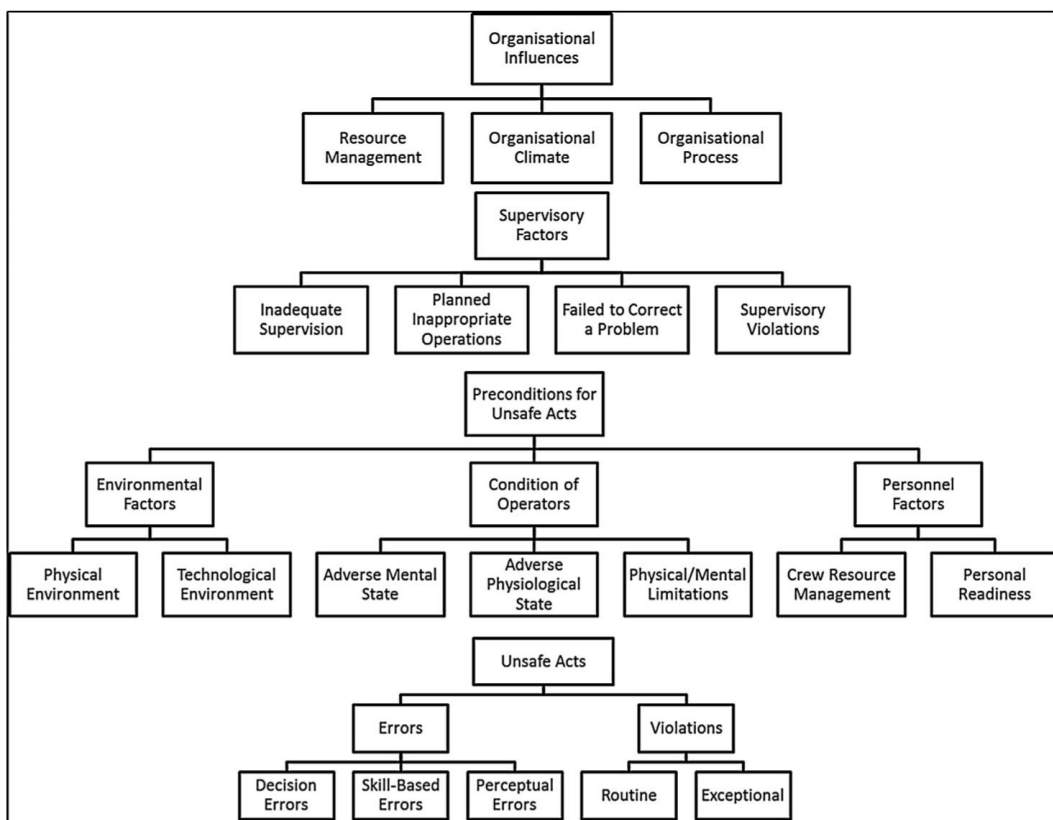 Organisational
Influences
Resource
Management
Organisational
Climate
Organisational
Process
Supervisory
Factors
Inadequate
Supervision
Planned
Inappropriate
Operations
Failed to Correct
a Problem
Supervisory
Violations
Preconditions for
Unsafe Acts
Environmental
Factors
Condition of
Operators
Personnel
Factors
Physical
Environment
Technological
Environment
Adverse Mental
State
Adverse
Physiological
State
Physical/Mental
Limitations
Crew Resource
Management
Personal
Readiness
Unsafe Acts
Errors
Violations
Decision
Errors
Skill-Based
Errors
Perceptual
Errors
Routine
Exceptional